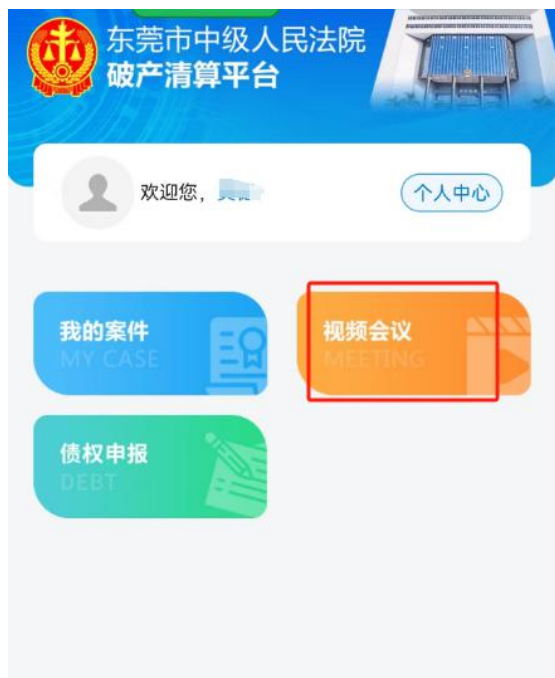 东莞市中级人民法院
破产清算平台
欢迎您，
个人中心
我的案件
MY CASE
视频会议
MEETING
债权申报
DEBT